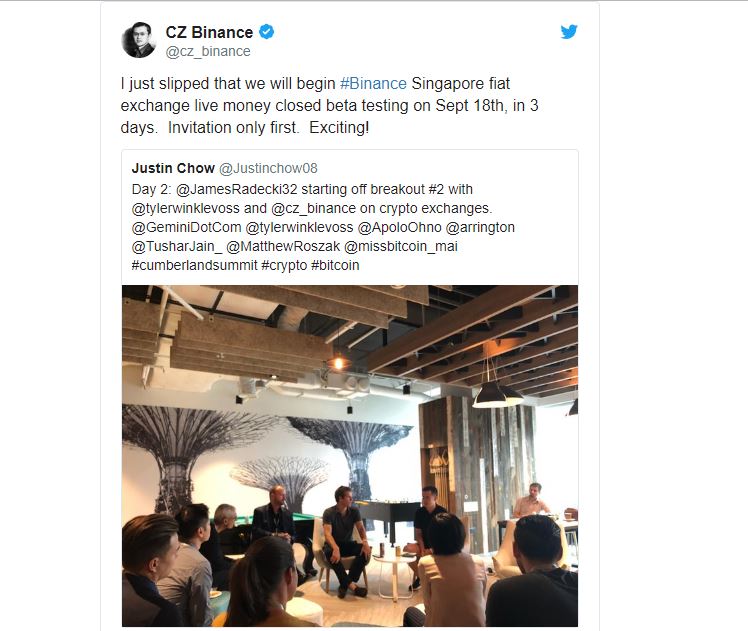 CZ Binance
@cz_binance
I just slipped that we will begin #Binance Singapore fiat
exchange live money closed beta testing on Sept 18th, in 3
days.  Invitation only first.  Exciting!
Justin Chow @Justinchow08
Day 2: @JamesRadecki32 starting off breakout #2 with
@tylerwinklevoss and @cz_binance on crypto exchanges.
@GeminiDotCom @tylerwinklevoss @ApoloOhno @arrington
@TusharJain_ @MatthewRoszak @missbitcoin_mai
#cumberlandsummit #crypto #bitcoin